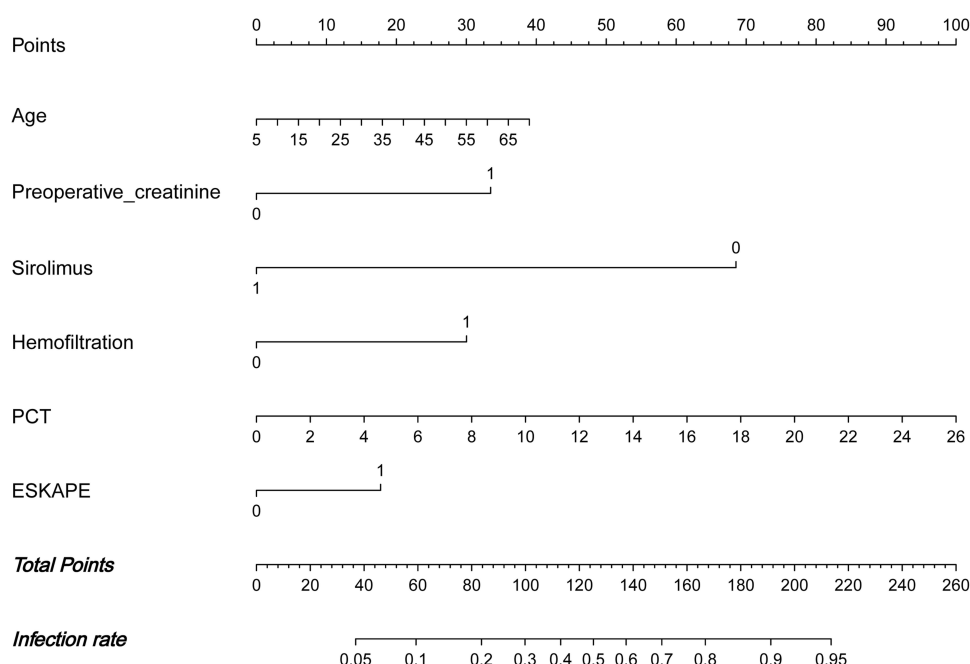 0 10 20 30 40 50 60 70 80 90 100
Points
Age
5 15 25 35 45 55 65
1
Preoperative_creatinine
0
0
Sirolimus
1
1
Hemofiltration
0
PCT
0 2 4 6 8 10 12 14 16 18 20 22 24 26
1
ESKAPE
0
Total Points
0 20 40 60 80 100 120 140 160 180 200 220 240 260
Infection rate
0.05 0.1 0.2 0.3 0.4 0.5 0.6 0.7 0.8 0.9 0.95